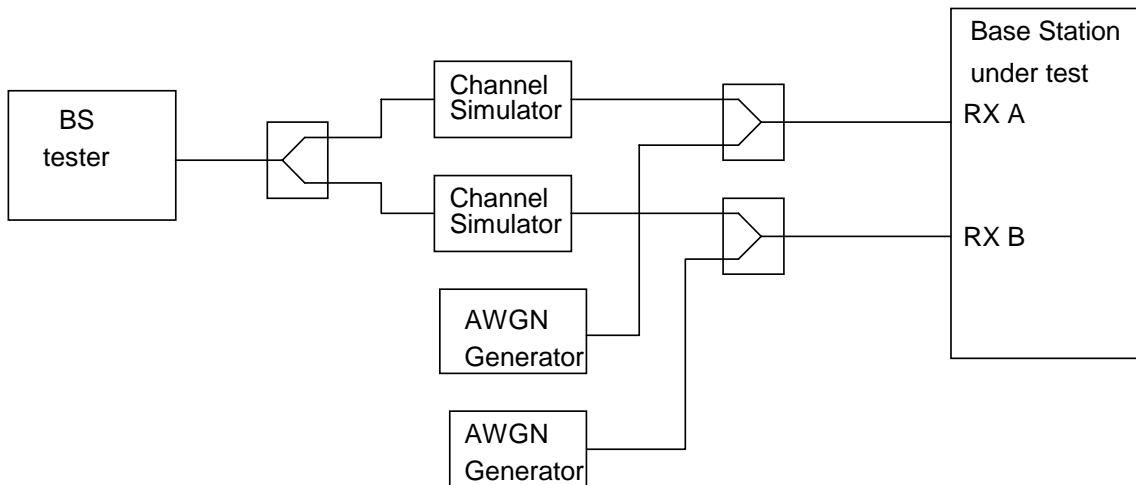 BS
tester
Channel
Simulator
Channel
Simulator
AWGN
Generator
AWGN
Generator
Base Station
under test
RX A
RX B